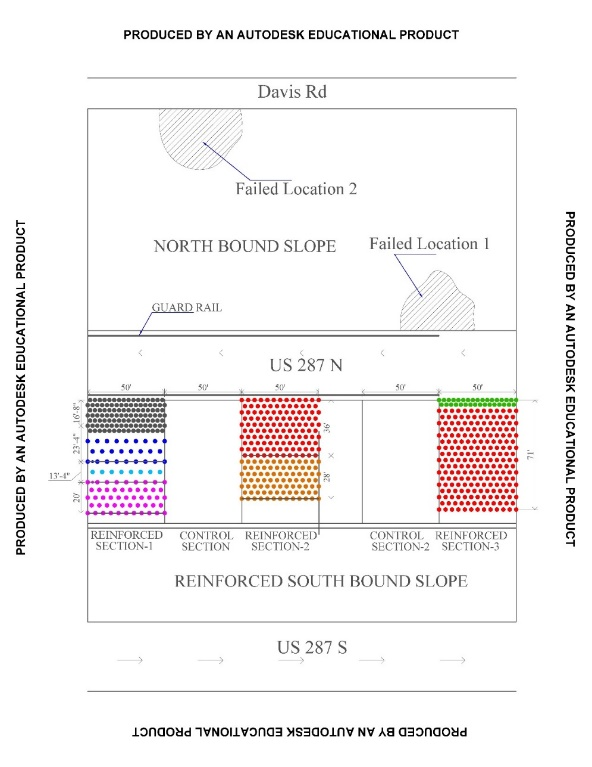 PRODUCED BY AN AUTODESK EDUCATIONAL PRODUCT
Davis Rd
Failed Location 2
NORTH BOUND SLOPE
Failed Location 1
GUARD RAIL
US 287 N
50'
50'
50'
50'
50'
16'-8"
23'-4"
13'-4"
20'
36'
28'
71'
REINFORCED
SECTION-1
CONTROL
SECTION
REINFORCED
SECTION-2
CONTROL
SECTION-2
REINFORCED
SECTION-3
REINFORCED SOUTH BOUND SLOPE
US 287 S
PRODUCED BY AN AUTODESK EDUCATIONAL PRODUCT
PRODUCED BY AN AUTODESK EDUCATIONAL PRODUCT
PRODUCED BY AN AUTODESK EDUCATIONAL PRODUCT